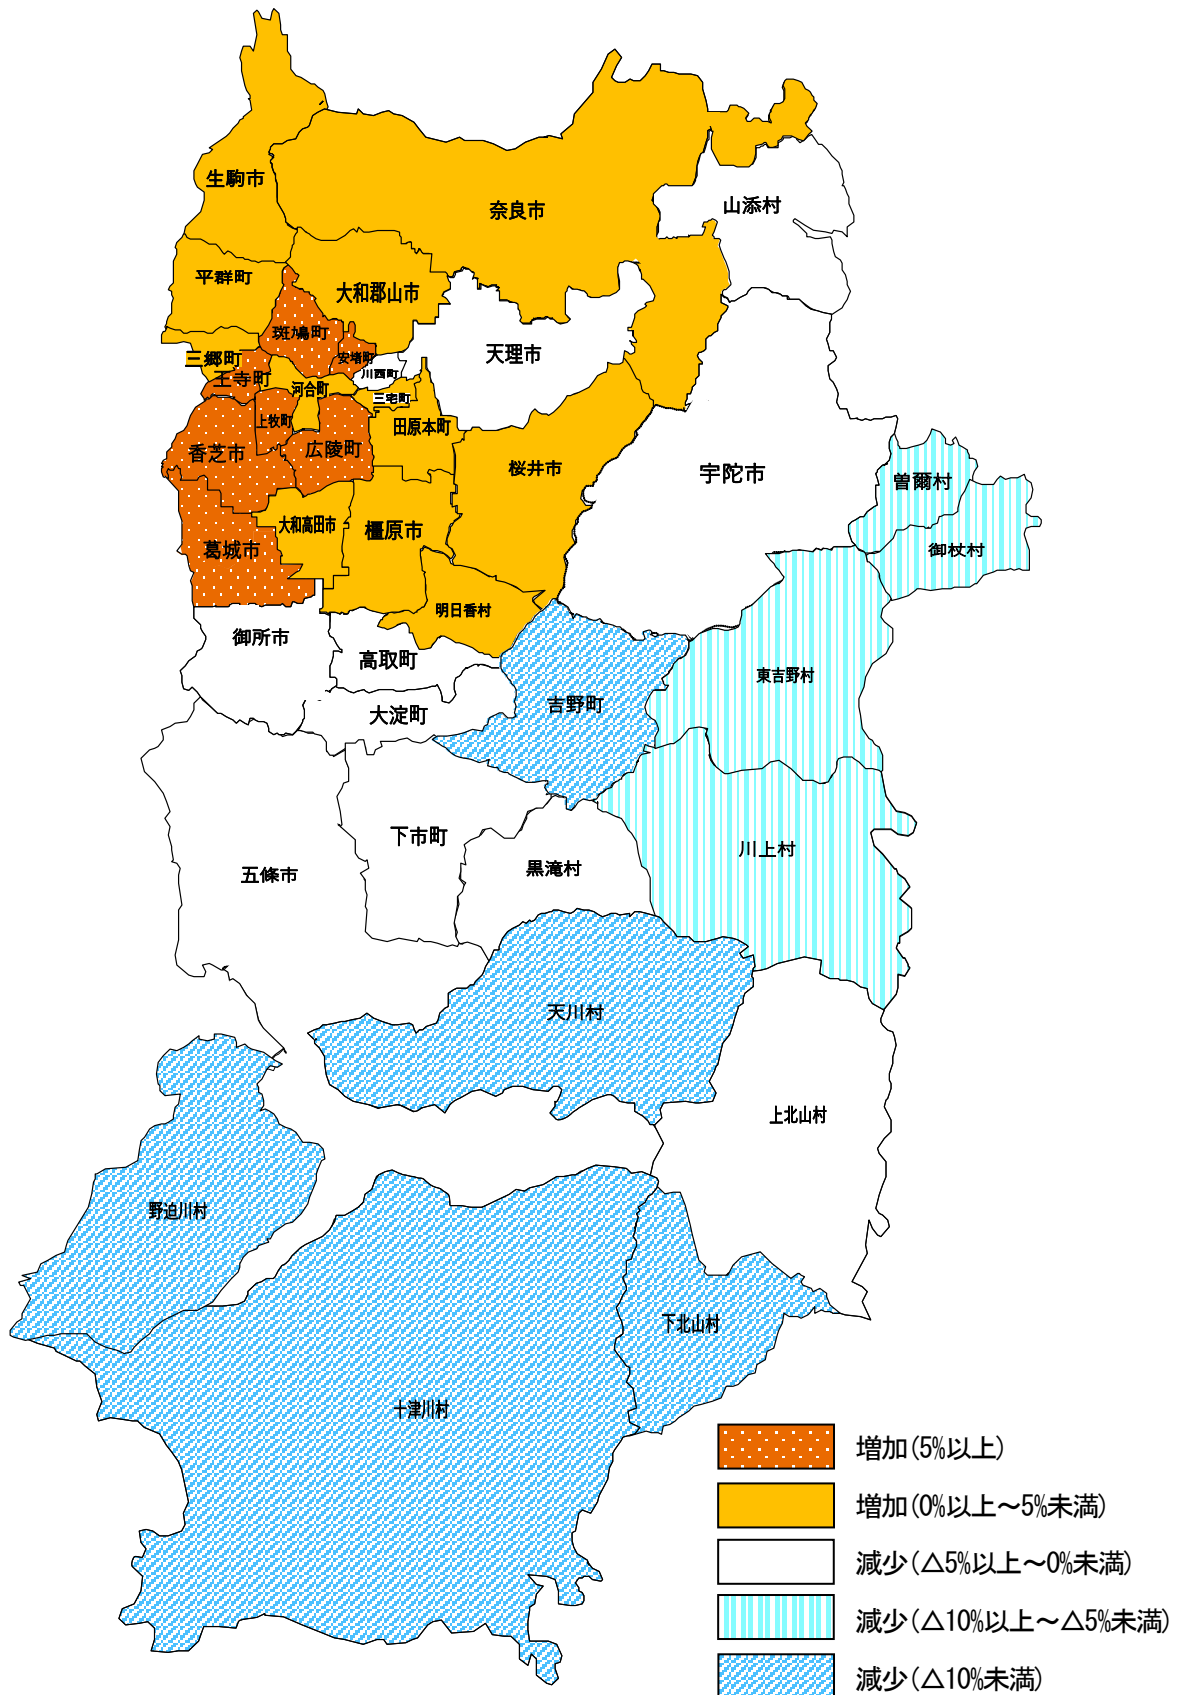 生駒市
奈良市
山添村
平群町
大和郡山市
斑鳩町
安堵町
天理市
三郷町
王寺町
川西町
河合町
三宅町
上牧町
田原本町
香芝市
広陵町
桜井市
宇陀市
曽爾村
大和高田市
橿原市
葛城市
御杖村
明日香村
御所市
高取町
東吉野村
吉野町
大淀町
下市町
川上村
黒滝村
五條市
天川村
上北山村
野迫川村
下北山村
十津川村
増加(5%以上)
増加(0%以上～5%未満)
減少(△5%以上～0%未満)
減少(△10%以上～△5%未満)
減少(△10%未満)